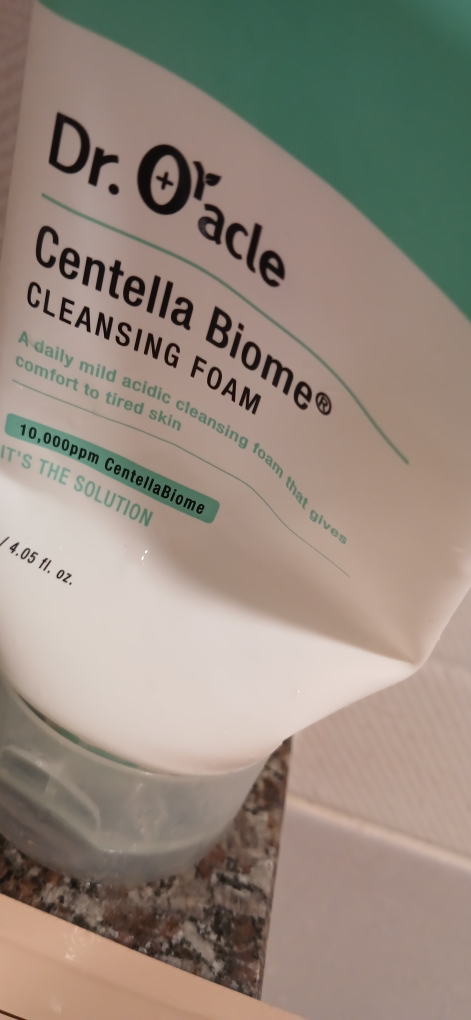 Dr. Oracle
Centella Biome®
CLEANSING FOAM
A daily mild acidic cleansing foam that gives
comfort to tired skin
10,000ppm CentellaBiome
IT'S THE SOLUTION
/ 4.05 fl. oz.